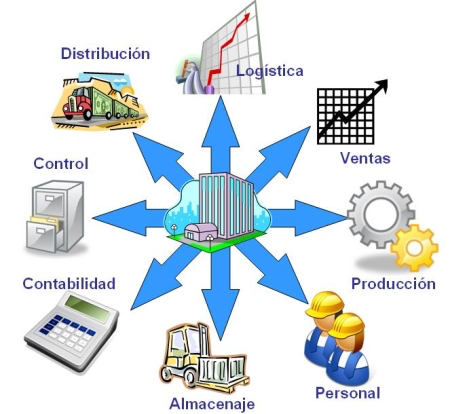 Distribución
Logística
Control
Ventas
Contabilidad
Producción
Almacenaje
Personal